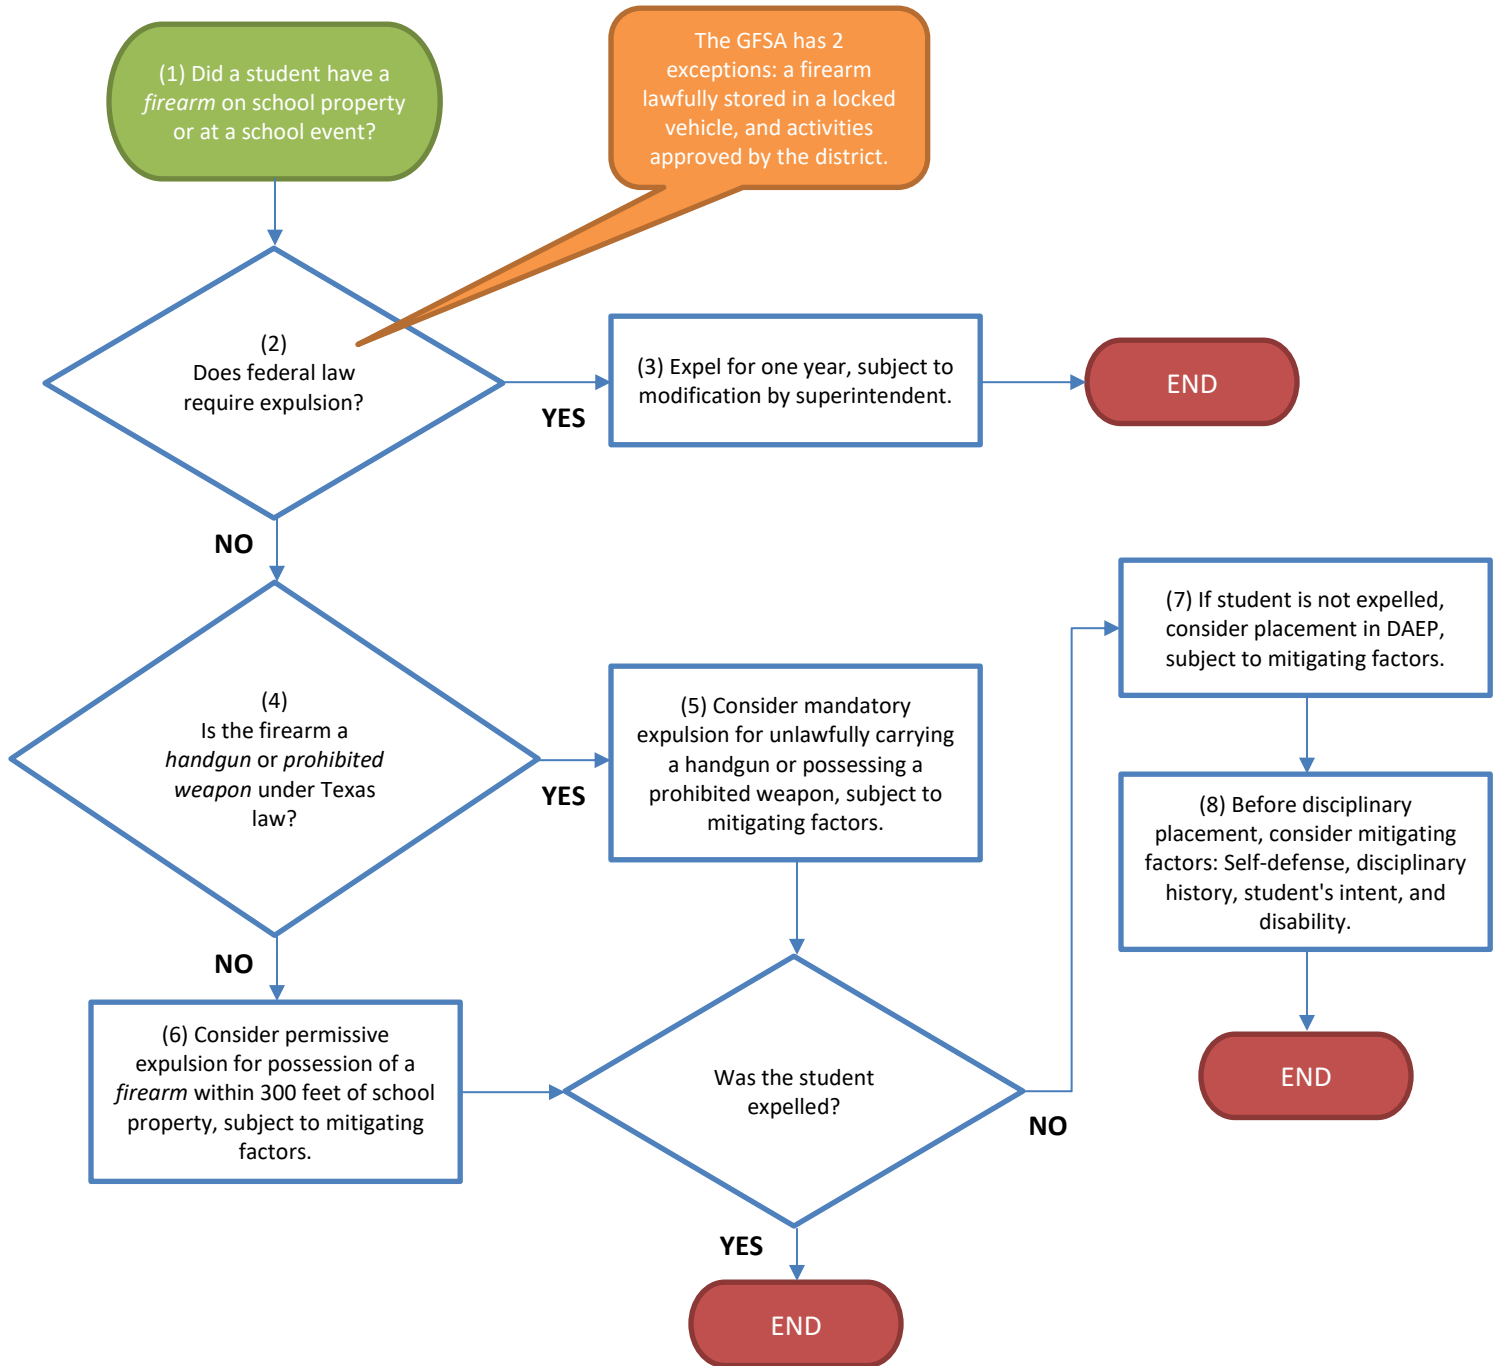 (1) Did a student have a
firearm on school property
or at a school event?
The GFSA has 2
exceptions: a firearm
lawfully stored in a locked
vehicle, and activities
approved by the district.
(2)
Does federal law
require expulsion?
YES
(3) Expel for one year, subject to
modification by superintendent.
END
NO
(4)
Is the firearm a
handgun or prohibited
weapon under Texas
law?
YES
(5) Consider mandatory
expulsion for unlawfully carrying
a handgun or possessing a
prohibited weapon, subject to
mitigating factors.
(7) If student is not expelled,
consider placement in DAEP,
subject to mitigating factors.
(8) Before disciplinary
placement, consider mitigating
factors: Self-defense, disciplinary
history, student's intent, and
disability.
END
NO
(6) Consider permissive
expulsion for possession of a
firearm within 300 feet of school
property, subject to mitigating
factors.
Was the student
expelled?
NO
YES
END